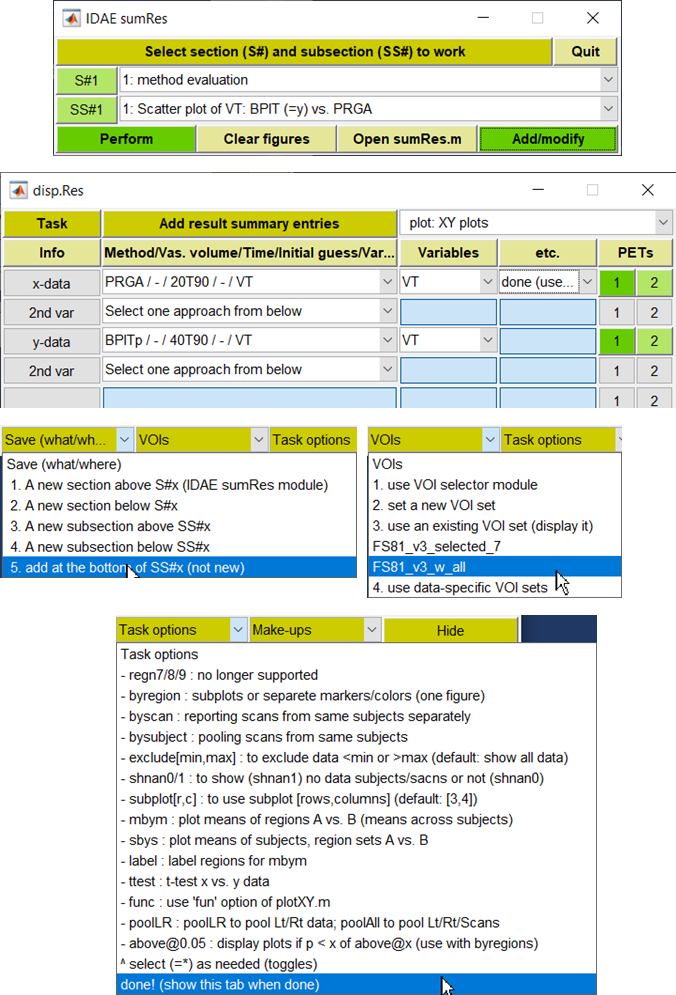 IDAE sumRes
Select section (S#) and subsection (SS#) to work Quit
S#1 1: method evaluation
SS#1 1: Scatter plot of VT: BPIT (=y) vs. PRGA
Perform Clear figures Open sumRes.m Add/modify
disp.Res
Task Add result summary entries plot: XY plots
Info Method/Vas. volume/Time/Initial guess/Var... Variables etc. PETs
x-data PRGA / - / 20T90 / - / VT VT done (use... 1 2
2nd var Select one approach from below 1 2
y-data BPITp / - / 40T90 / - / VT VT 1 2
2nd var Select one approach from below 1 2
1 2
Save (what/wh... VOIs Task options
Save (what/where)
1. A new section above S#x (IDAE sumRes module)
2. A new section below S#x
3. A new subsection above SS#x
4. A new subsection below SS#x
5. add at the bottom of SS#x (not new)
VOIs Task options
VOIs
1. use VOI selector module
2. set a new VOI set
3. use an existing VOI set (display it)
FS81_v3_selected_7
FS81_v3_w_all
4. use data-specific VOI sets
Task options Make-ups Hide
Task options
- regn7/8/9 : no longer supported
- byregion : subplots or separete markers/colors (one figure)
- byscan : reporting scans from same subjects separately
- bysubject : pooling scans from same subjects
- exclude[min,max] : to exclude data <min or >max (default: show all data)
- shnan0/1 : to show (shnan1) no data subjects/sacns or not (shnan0)
- subplot[r,c] : to use subplot [rows,columns] (default: [3,4])
- mbym : plot means of regions A vs. B (means across subjects)
- sbys : plot means of subjects, region sets A vs. B
- label : label regions for mbym
- ttest : t-test x vs. y data
- func : use 'fun' option of plotXY.m
- poolLR : poolLR to pool Lt/Rt data; poolAll to pool Lt/Rt/Scans
- above@0.05 : display plots if p < x of above@x (use with byregions)
^ select (=*) as needed (toggles)
done! (show this tab when done)